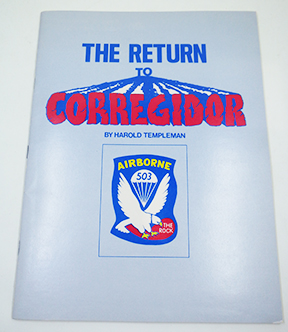 THE RETURN
TO
CORREGIDOR
BY HAROLD TEMPLEMAN
AIRBORNE
503
THE
ROCK